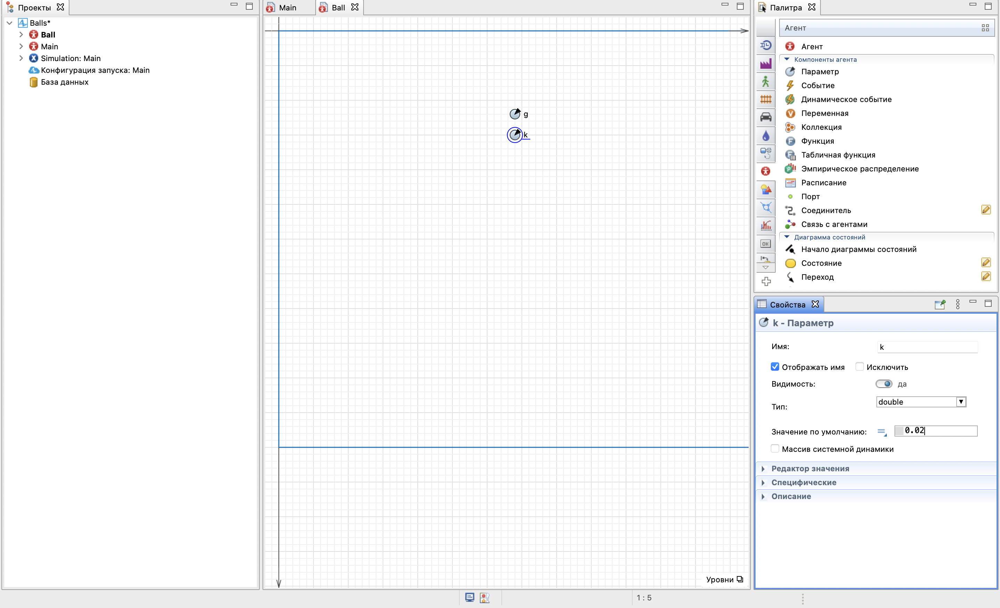 Проекты
Balls*
Ball
Main
Simulation: Main
Конфигурация запуска: Main
База данных
Main
Ball
g
k
Уровни
Палитра
Агент
Агент
Компоненты агента
Параметр
Событие
Динамическое событие
Переменная
Коллекция
Функция
Табличная функция
Эмпирическое распределение
Расписание
Порт
Соединитель
Связь с агентами
Диаграмма состояний
Начало диаграммы состояний
Состояние
Переход
OK
Свойства
k - Параметр
Имя: k
Отображать имя Исключить
Видимость: да
Тип: double
Значение по умолчанию: 0.02
Массив системной динамики
Редактор значения
Специфические
Описание
1 : 5